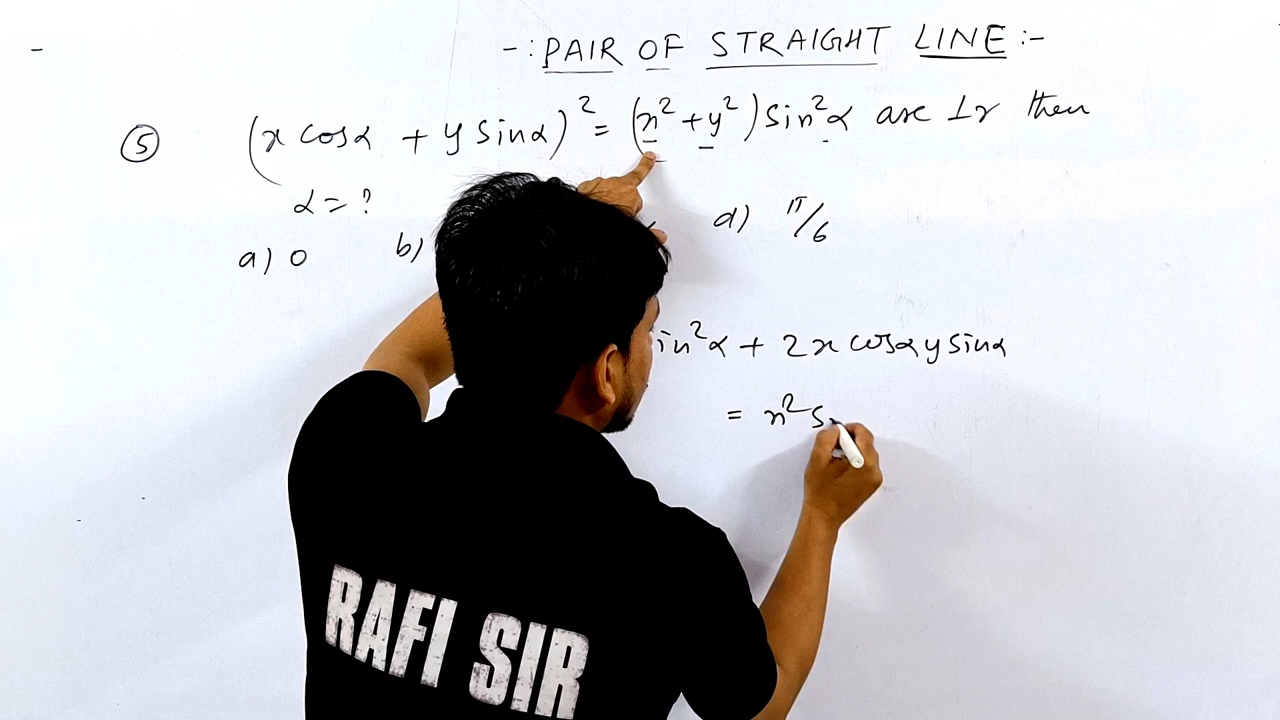 -: PAIR OF STRAIGHT LINE :-
⑤ (x cosα + y sinα)² = (x² + y²) Sin²α are ⊥r then
α = ?
a) 0 b) d) π/6
in²α + 2x cosα y sinα
= x² s
RAFI SIR